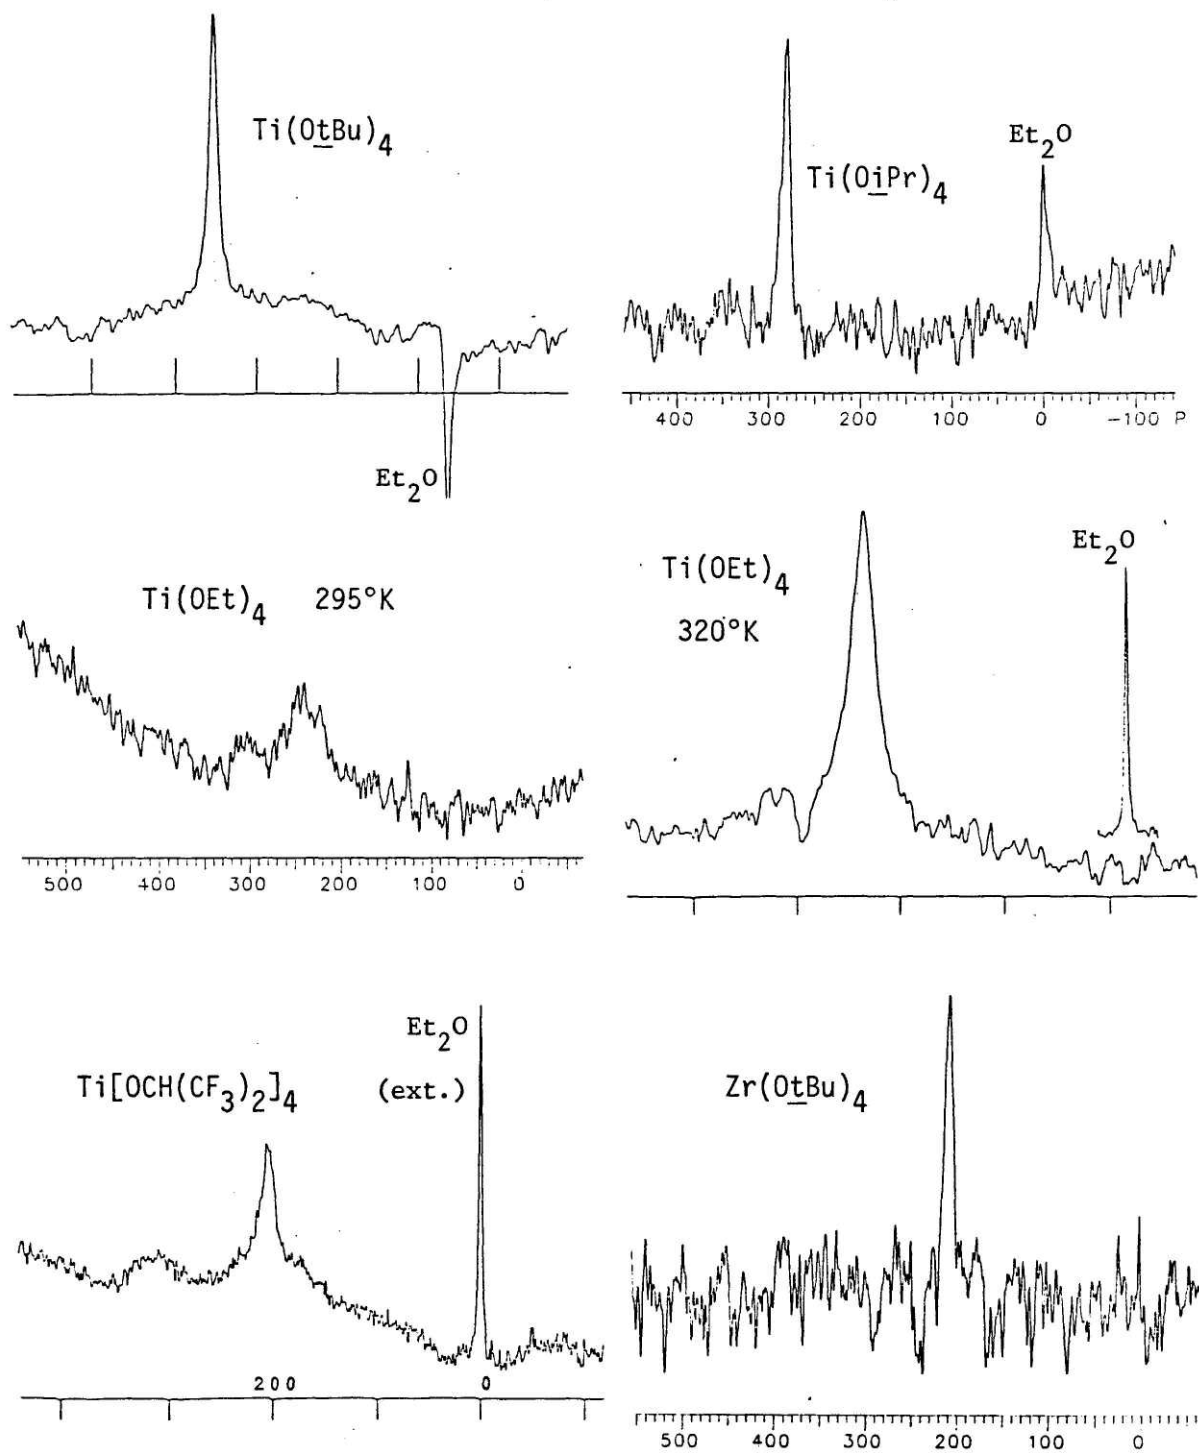 Ti(OtBu)4
Et2O
Ti(OiPr)4
Et2O
400 300 200 100 0 -100 P
Ti(OEt)4 295°K
500 400 300 200 100 0
Ti(OEt)4
320°K
Et2O
Ti[OCH(CF3)2]4
Et2O
(ext.)
200 0
Zr(OtBu)4
500 400 300 200 100 0